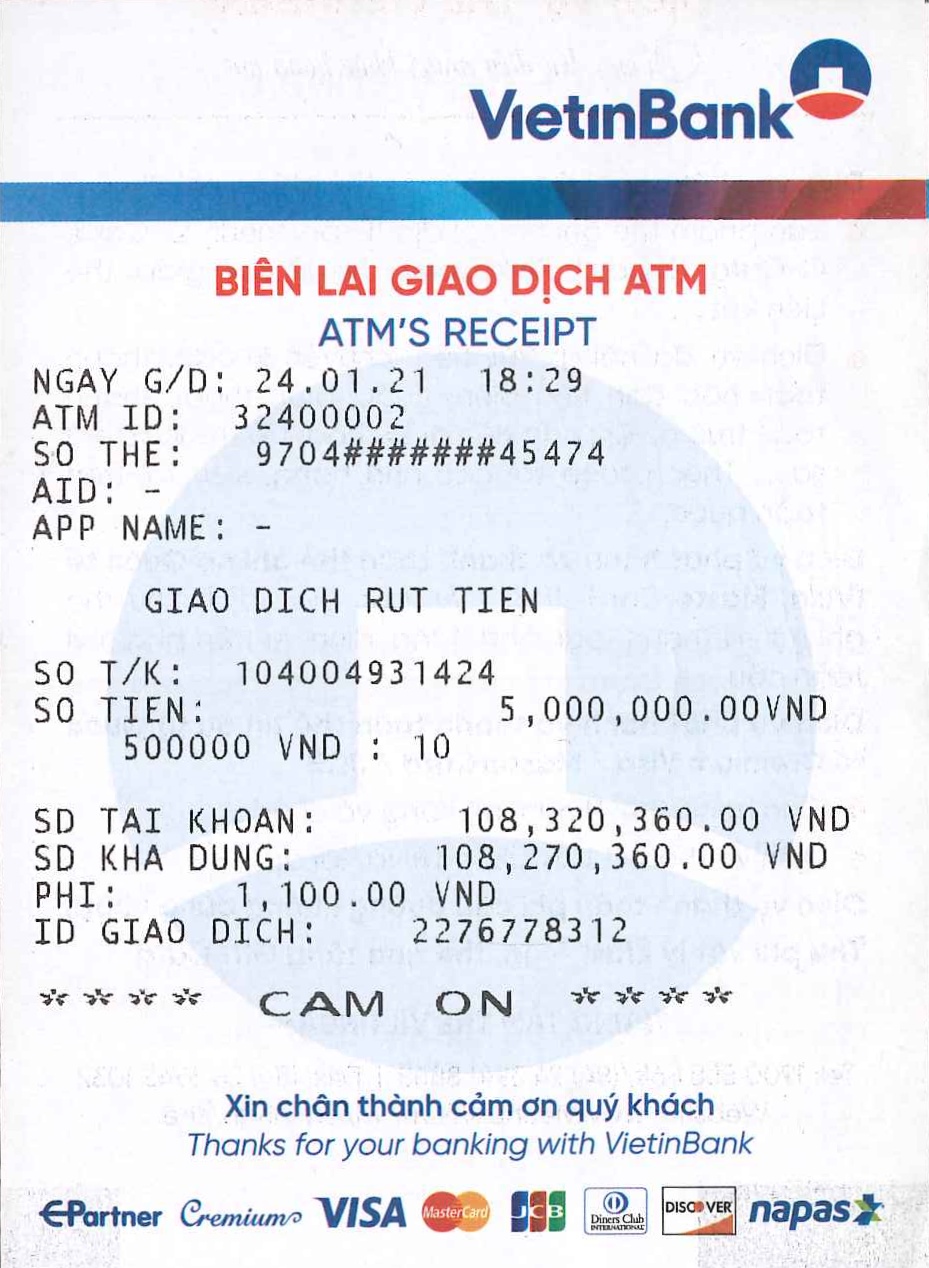 VietinBank
BIÊN LAI GIAO DỊCH ATM
ATM'S RECEIPT
NGAY G/D: 24.01.21 18:29
ATM ID: 32400002
SO THE: 9704#######45474
AID: -
APP NAME: -
GIAO DICH RUT TIEN
SO T/K: 104004931424
SO TIEN: 5,000,000.00VND
500000 VND : 10
SD TAI KHOAN: 108,320,360.00 VND
SD KHA DUNG: 108,270,360.00 VND
PHI: 1,100.00 VND
ID GIAO DICH: 2276778312
**** CAM ON ****
Xin chân thành cảm ơn quý khách
Thanks for your banking with VietinBank
EPartner Cremium VISA MasterCard JCB Diners Club INTERNATIONAL DISCOVER napas